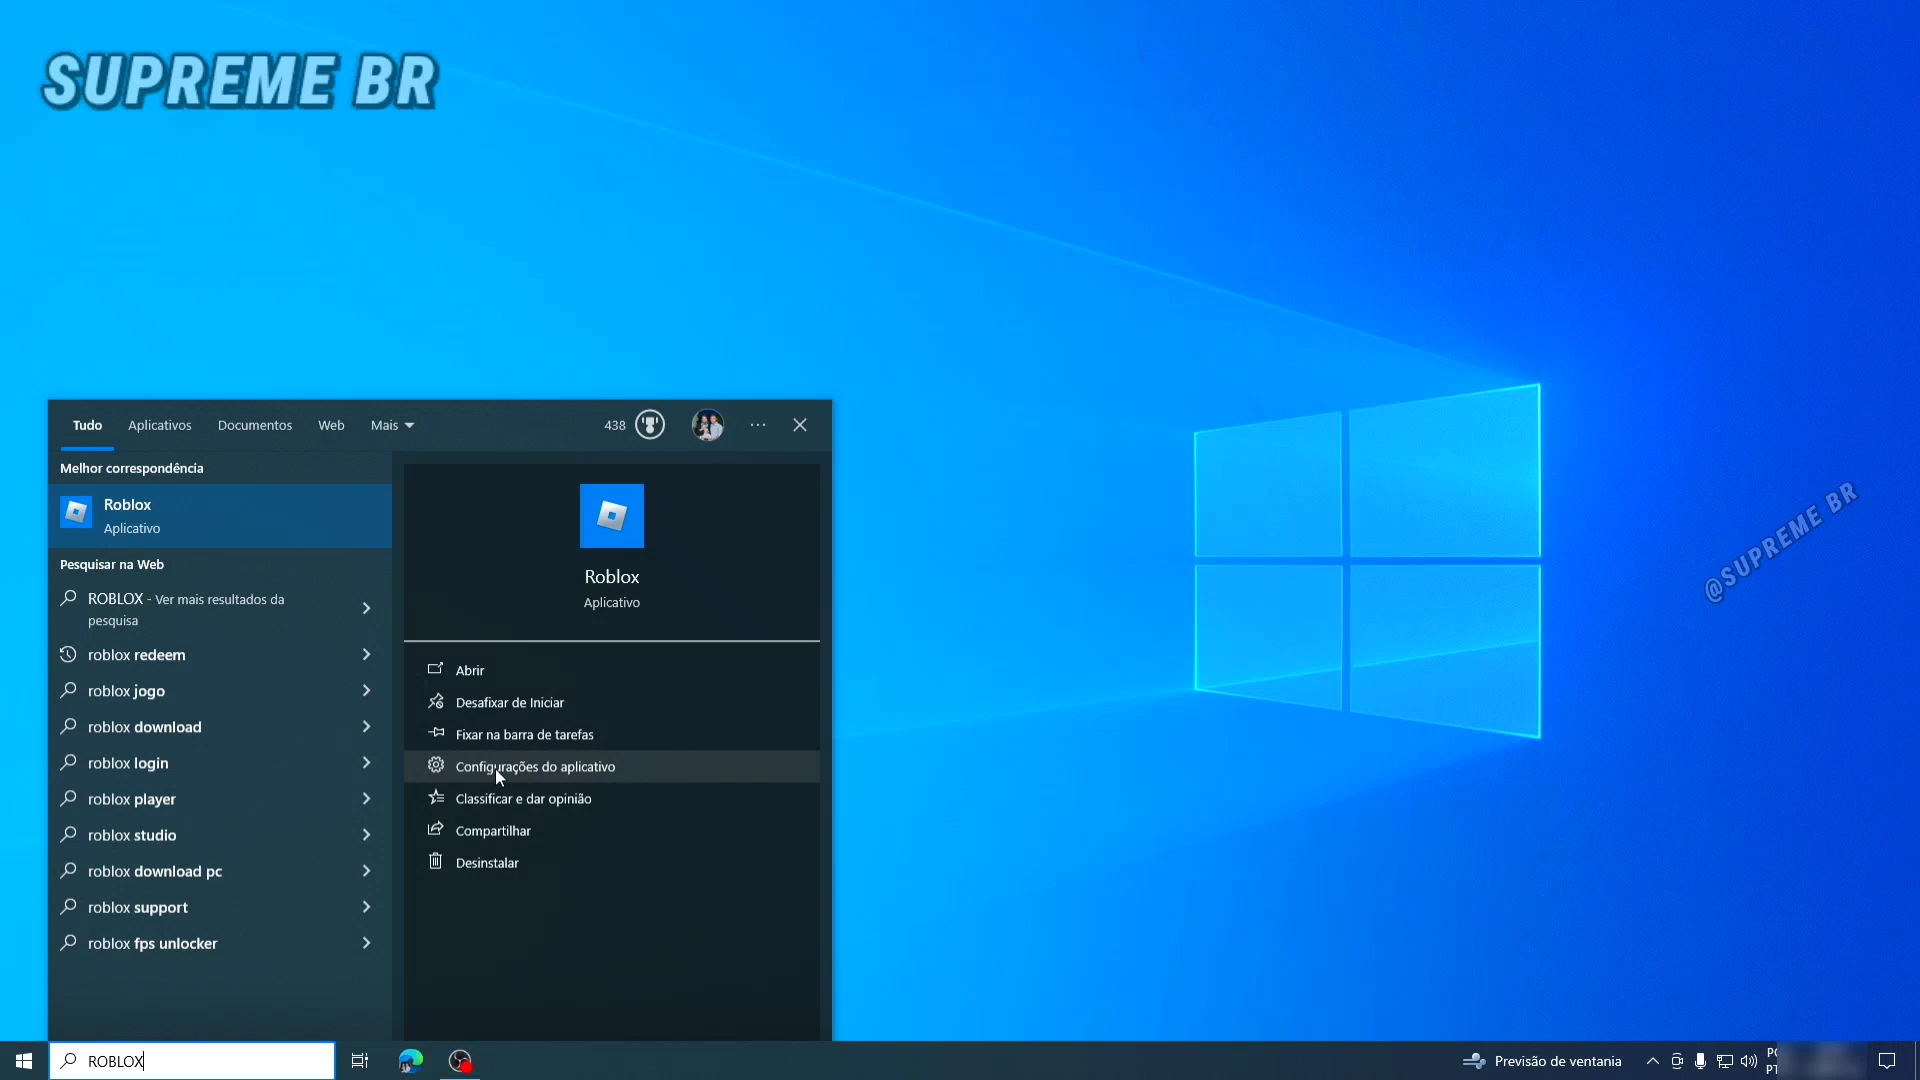 SUPREME BR
Tudo
Aplicativos
Documentos
Web
Mais
438
Melhor correspondência
Roblox
Aplicativo
Pesquisar na Web
ROBLOX - Ver mais resultados da
pesquisa
roblox redeem
roblox jogo
roblox download
roblox login
roblox player
roblox studio
roblox download pc
roblox support
roblox fps unlocker
Roblox
Aplicativo
Abrir
Desafixar de Iniciar
Fixar na barra de tarefas
Configurações do aplicativo
Classificar e dar opinião
Compartilhar
Desinstalar
@SUPREME BR
ROBLOX
Previsão de ventania